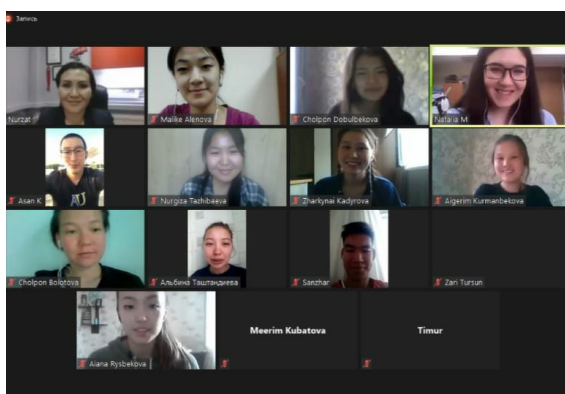 Запись
Nurzat
Malike Alenova
Cholpon Dobulbekova
Natalia M
Asan K
Nurgiza Tazhibaeva
Zharkynai Kadyrova
Aigerim Kurmanbekova
Cholpon Bolotova
Альбина Таштандиева
Sanzhar
Zari Tursun
Aiana Rysbekova
Meerim Kubatova
Timur